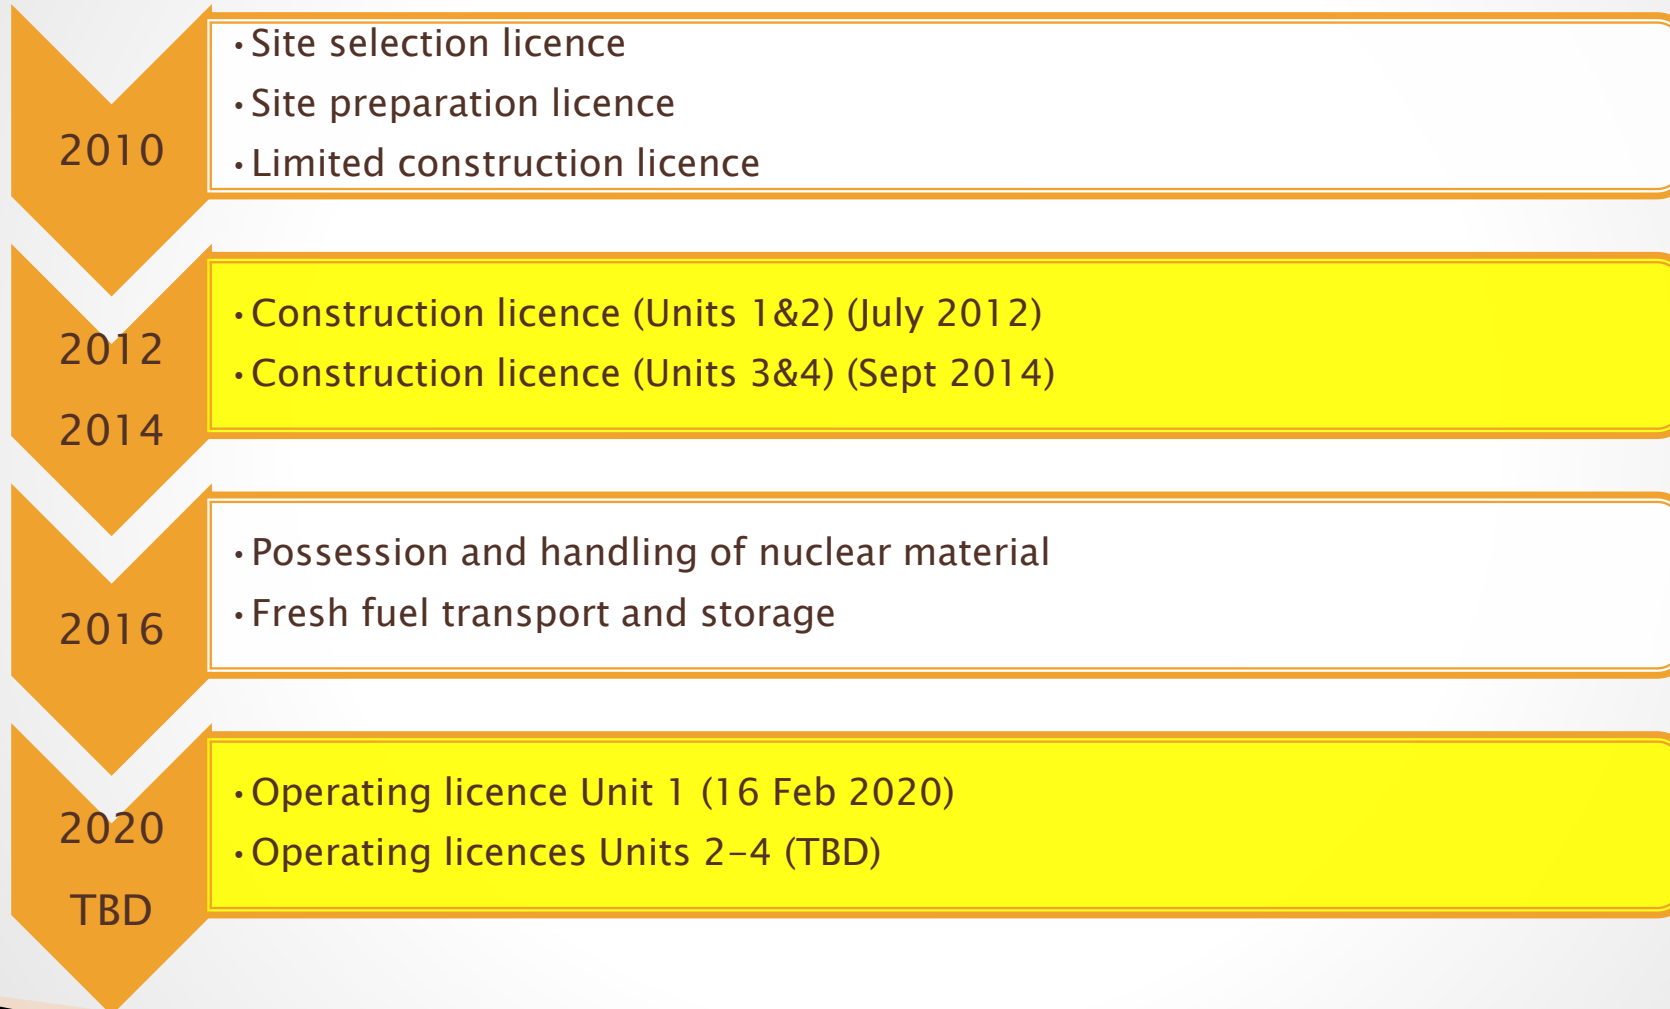 2010
•Site selection licence
•Site preparation licence
•Limited construction licence
2012
2014
•Construction licence (Units 1&2) (July 2012)
•Construction licence (Units 3&4) (Sept 2014)
2016
•Possession and handling of nuclear material
•Fresh fuel transport and storage
2020
TBD
•Operating licence Unit 1 (16 Feb 2020)
•Operating licences Units 2–4 (TBD)